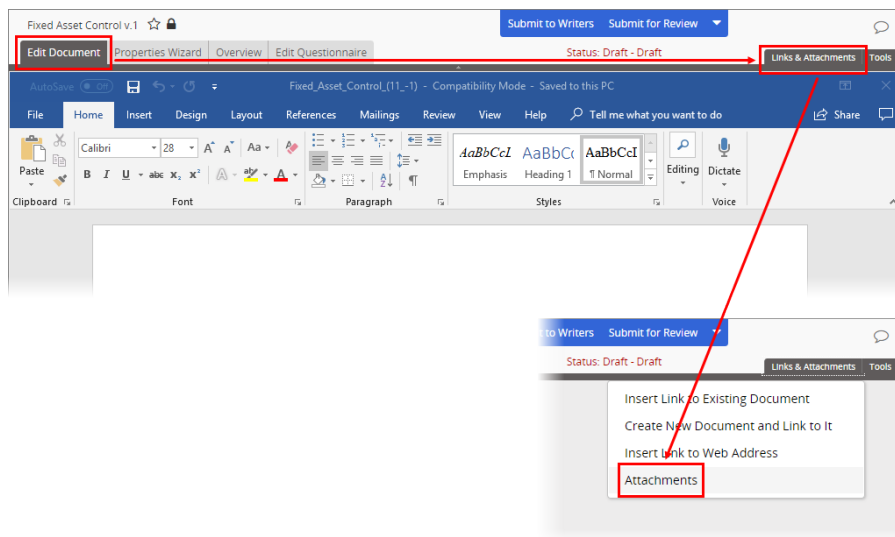 Fixed Asset Control v.1
Submit to Writers Submit for Review
Edit Document Properties Wizard Overview Edit Questionnaire
Status: Draft - Draft
Links & Attachments Tools
AutoSave Off Fixed_Asset_Control_(11_-1) - Compatibility Mode - Saved to this PC
File Home Insert Design Layout References Mailings Review View Help Tell me what you want to do Share
Calibri 28 A A Aa
AaBbCcI AaBbCc AaBbCcI
Paste B I U abc x2 x2 A ab A
Emphasis Heading 1 ¶ Normal Editing Dictate
Clipboard Font Paragraph Styles Voice
to Writers Submit for Review
Status: Draft - Draft
Links & Attachments Tools
Insert Link to Existing Document
Create New Document and Link to It
Insert Link to Web Address
Attachments